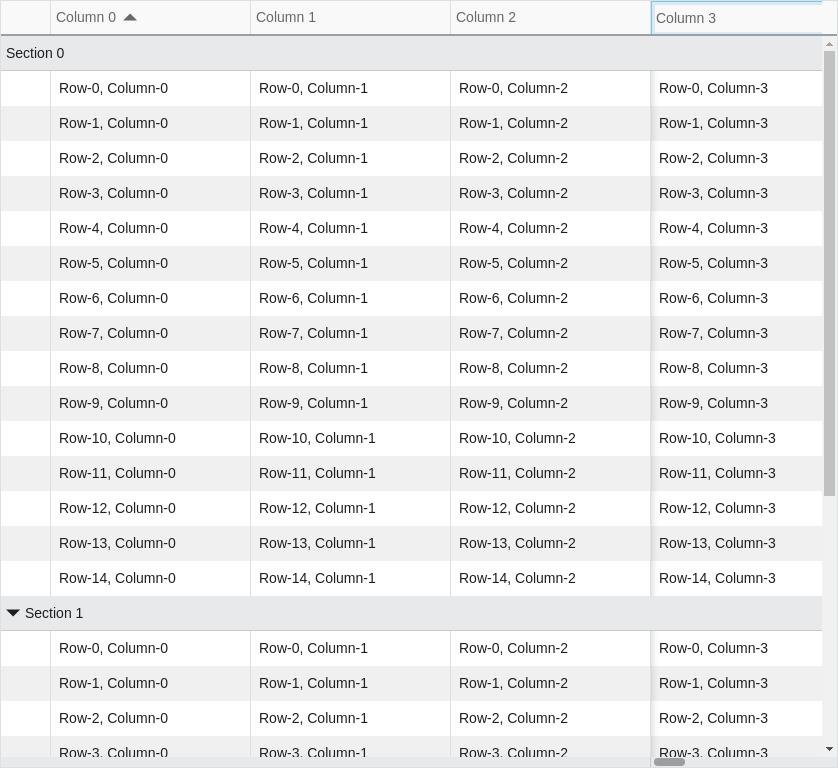 Column 0 Column 1 Column 2 Column 3
Section 0
Row-0, Column-0 Row-0, Column-1 Row-0, Column-2 Row-0, Column-3
Row-1, Column-0 Row-1, Column-1 Row-1, Column-2 Row-1, Column-3
Row-2, Column-0 Row-2, Column-1 Row-2, Column-2 Row-2, Column-3
Row-3, Column-0 Row-3, Column-1 Row-3, Column-2 Row-3, Column-3
Row-4, Column-0 Row-4, Column-1 Row-4, Column-2 Row-4, Column-3
Row-5, Column-0 Row-5, Column-1 Row-5, Column-2 Row-5, Column-3
Row-6, Column-0 Row-6, Column-1 Row-6, Column-2 Row-6, Column-3
Row-7, Column-0 Row-7, Column-1 Row-7, Column-2 Row-7, Column-3
Row-8, Column-0 Row-8, Column-1 Row-8, Column-2 Row-8, Column-3
Row-9, Column-0 Row-9, Column-1 Row-9, Column-2 Row-9, Column-3
Row-10, Column-0 Row-10, Column-1 Row-10, Column-2 Row-10, Column-3
Row-11, Column-0 Row-11, Column-1 Row-11, Column-2 Row-11, Column-3
Row-12, Column-0 Row-12, Column-1 Row-12, Column-2 Row-12, Column-3
Row-13, Column-0 Row-13, Column-1 Row-13, Column-2 Row-13, Column-3
Row-14, Column-0 Row-14, Column-1 Row-14, Column-2 Row-14, Column-3
Section 1
Row-0, Column-0 Row-0, Column-1 Row-0, Column-2 Row-0, Column-3
Row-1, Column-0 Row-1, Column-1 Row-1, Column-2 Row-1, Column-3
Row-2, Column-0 Row-2, Column-1 Row-2, Column-2 Row-2, Column-3
Row-3, Column-0 Row-3, Column-1 Row-3, Column-2 Row-3, Column-3